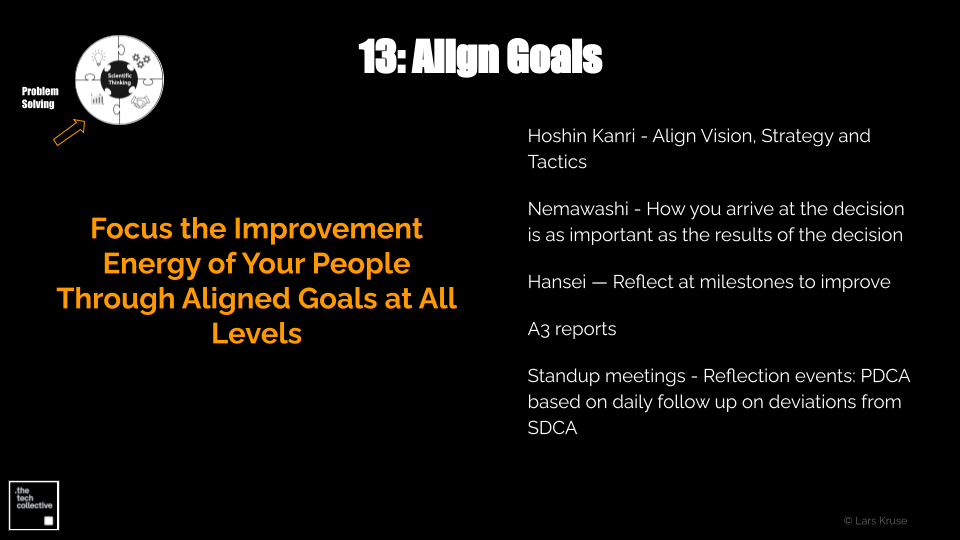 13: Align Goals
Scientific
Thinking
Problem
Solving
Focus the Improvement
Energy of Your People
Through Aligned Goals at All
Levels
Hoshin Kanri - Align Vision, Strategy and
Tactics
Nemawashi - How you arrive at the decision
is as important as the results of the decision
Hansei — Reflect at milestones to improve
A3 reports
Standup meetings - Reflection events: PDCA
based on daily follow up on deviations from
SDCA
.the
tech
collective
© Lars Kruse